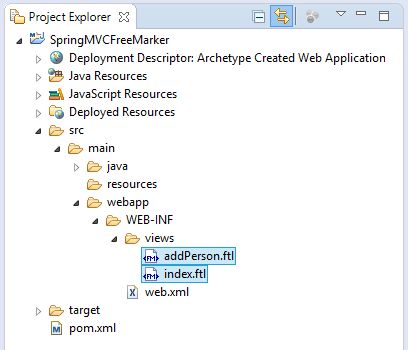 Project Explorer
SpringMVCFreeMarker
Deployment Descriptor: Archetype Created Web Application
Java Resources
JavaScript Resources
Deployed Resources
src
main
java
resources
webapp
WEB-INF
views
addPerson.ftl
index.ftl
web.xml
target
pom.xml